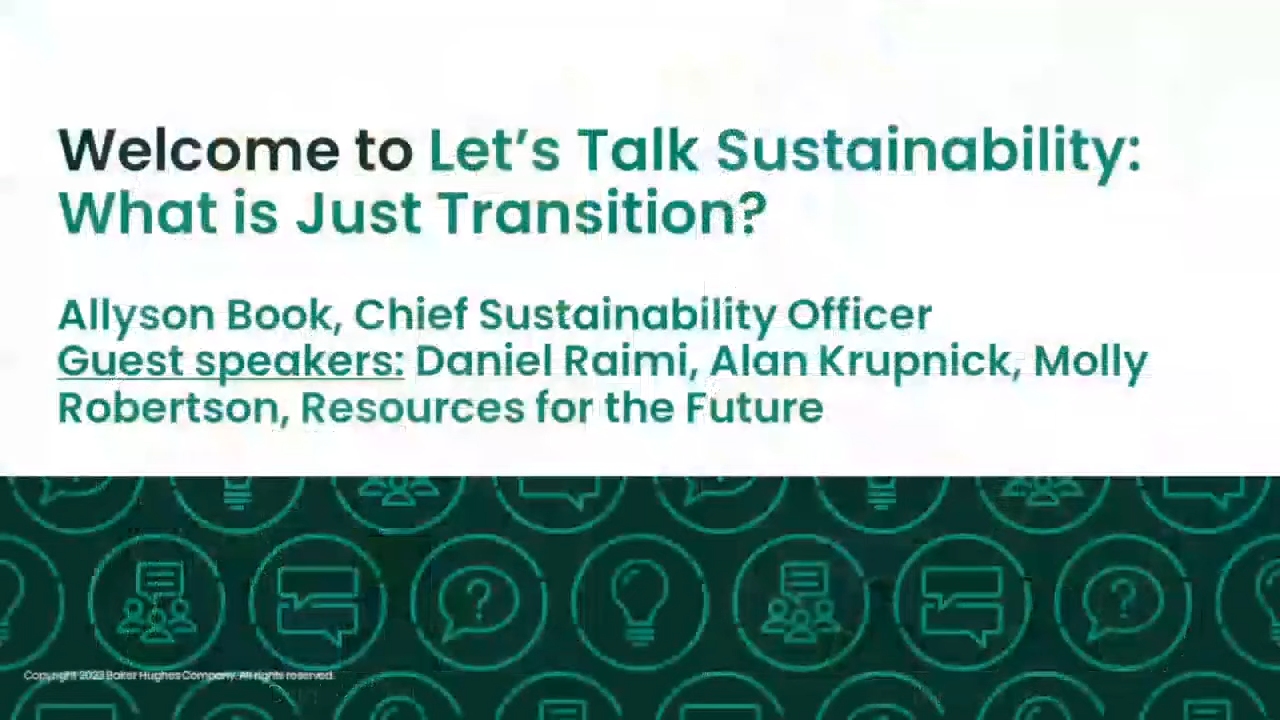 Welcome to Let's Talk Sustainability:
What is Just Transition?
Allyson Book, Chief Sustainability Officer
Guest speakers: Daniel Raimi, Alan Krupnick, Molly
Robertson, Resources for the Future
Copyright 2023 Baker Hughes Company. All rights reserved.